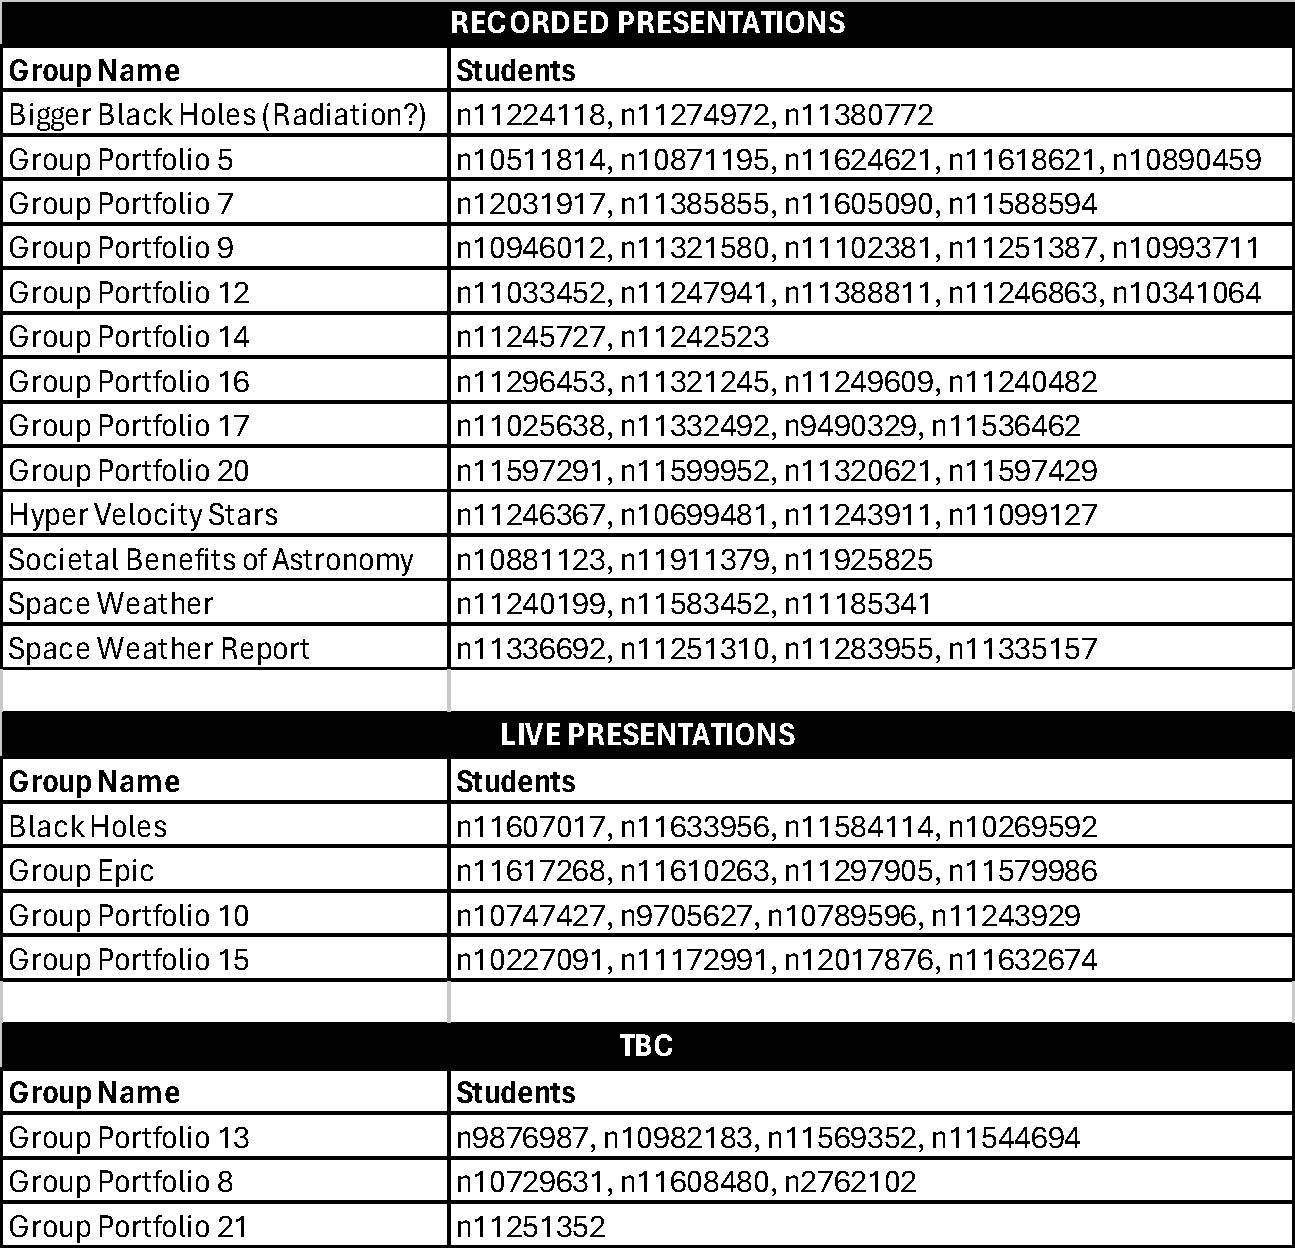 RECORDED PRESENTATIONS
Group Name Students
Bigger Black Holes (Radiation?) n11224118, n11274972, n11380772
Group Portfolio 5 n10511814, n10871195, n11624621, n11618621, n10890459
Group Portfolio 7 n12031917, n11385855, n11605090, n11588594
Group Portfolio 9 n10946012, n11321580, n11102381, n11251387, n10993711
Group Portfolio 12 n11033452, n11247941, n11388811, n11246863, n10341064
Group Portfolio 14 n11245727, n11242523
Group Portfolio 16 n11296453, n11321245, n11249609, n11240482
Group Portfolio 17 n11025638, n11332492, n9490329, n11536462
Group Portfolio 20 n11597291, n11599952, n11320621, n11597429
Hyper Velocity Stars n11246367, n10699481, n11243911, n11099127
Societal Benefits of Astronomy n10881123, n11911379, n11925825
Space Weather n11240199, n11583452, n11185341
Space Weather Report n11336692, n11251310, n11283955, n11335157
LIVE PRESENTATIONS
Group Name Students
Black Holes n11607017, n11633956, n11584114, n10269592
Group Epic n11617268, n11610263, n11297905, n11579986
Group Portfolio 10 n10747427, n9705627, n10789596, n11243929
Group Portfolio 15 n10227091, n11172991, n12017876, n11632674
TBC
Group Name Students
Group Portfolio 13 n9876987, n10982183, n11569352, n11544694
Group Portfolio 8 n10729631, n11608480, n2762102
Group Portfolio 21 n11251352